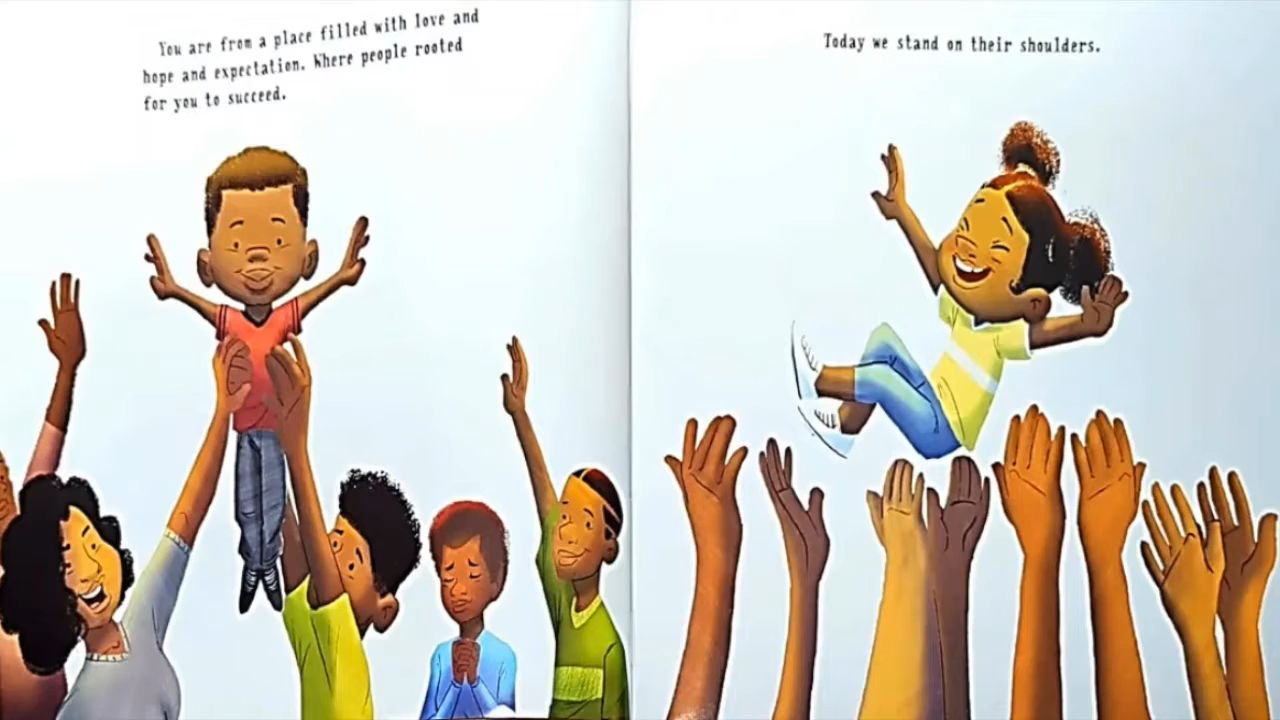 You are from a place filled with love and
hope and expectation. Where people rooted
for you to succeed.
Today we stand on their shoulders.